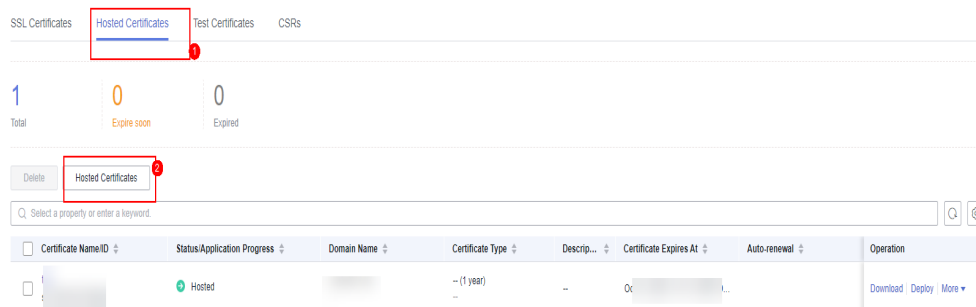 SSL Certificates Hosted Certificates Test Certificates CSRs
1
1 0 0
Total Expire soon Expired
2
Delete Hosted Certificates
Select a property or enter a keyword.
Certificate Name/ID Status/Application Progress Domain Name Certificate Type Descrip... Certificate Expires At Auto-renewal Operation
Hosted -- (1 year) -- Download Deploy More
--